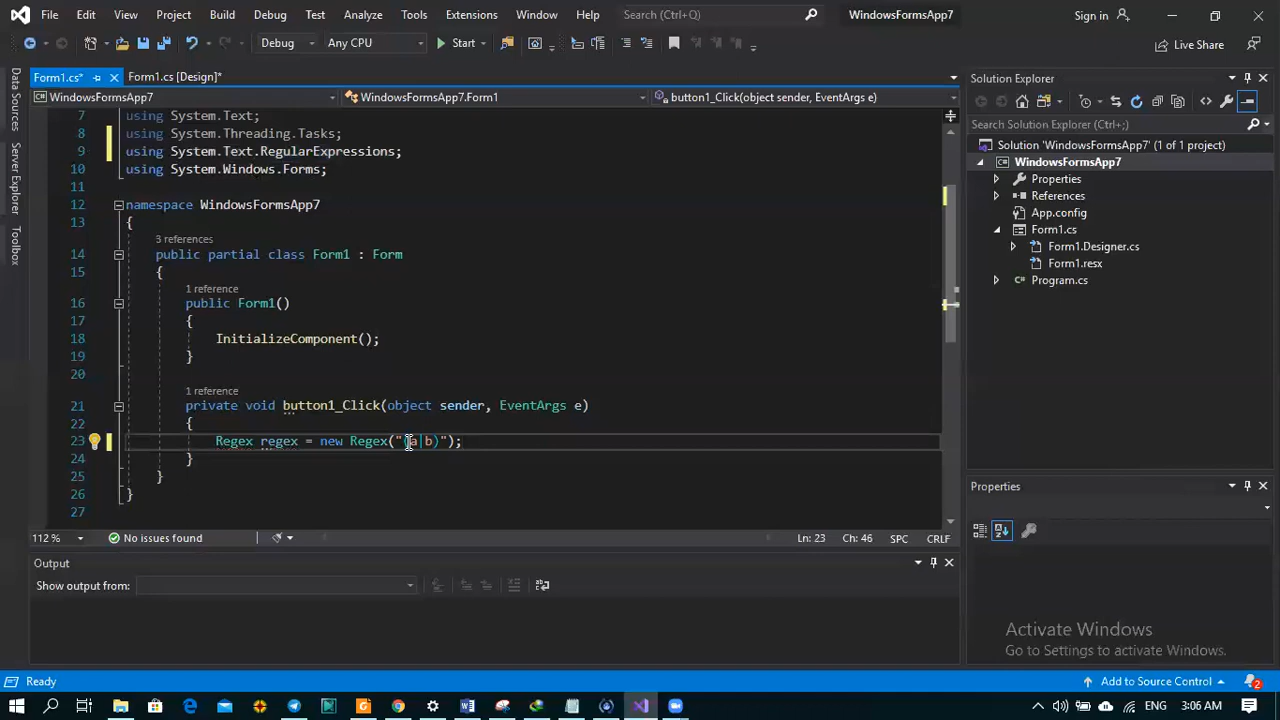 File Edit View Project Build Debug Test Analyze Tools Extensions Window Help Search (Ctrl+Q) WindowsFormsApp7 Sign in
Debug Any CPU Start Live Share
Form1.cs* Form1.cs [Design]*
WindowsFormsApp7 WindowsFormsApp7.Form1 button1_Click(object sender, EventArgs e)
Data Sources
Server Explorer
Toolbox
7 using System.Text;
8 using System.Threading.Tasks;
9 using System.Text.RegularExpressions;
10 using System.Windows.Forms;
11
12 namespace WindowsFormsApp7
13 {
3 references
14 public partial class Form1 : Form
15 {
1 reference
16 public Form1()
17 {
18 InitializeComponent();
19 }
20
1 reference
21 private void button1_Click(object sender, EventArgs e)
22 {
23 Regex regex = new Regex("(a|b)");
24 }
25 }
26 }
27
112 % No issues found Ln: 23 Ch: 46 SPC CRLF
Output
Show output from:
Solution Explorer
Search Solution Explorer (Ctrl+;)
Solution 'WindowsFormsApp7' (1 of 1 project)
WindowsFormsApp7
Properties
References
App.config
Form1.cs
Form1.Designer.cs
Form1.resx
Program.cs
Properties
Activate Windows
Go to Settings to activate Windows.
Ready Add to Source Control 2
3:06 AM